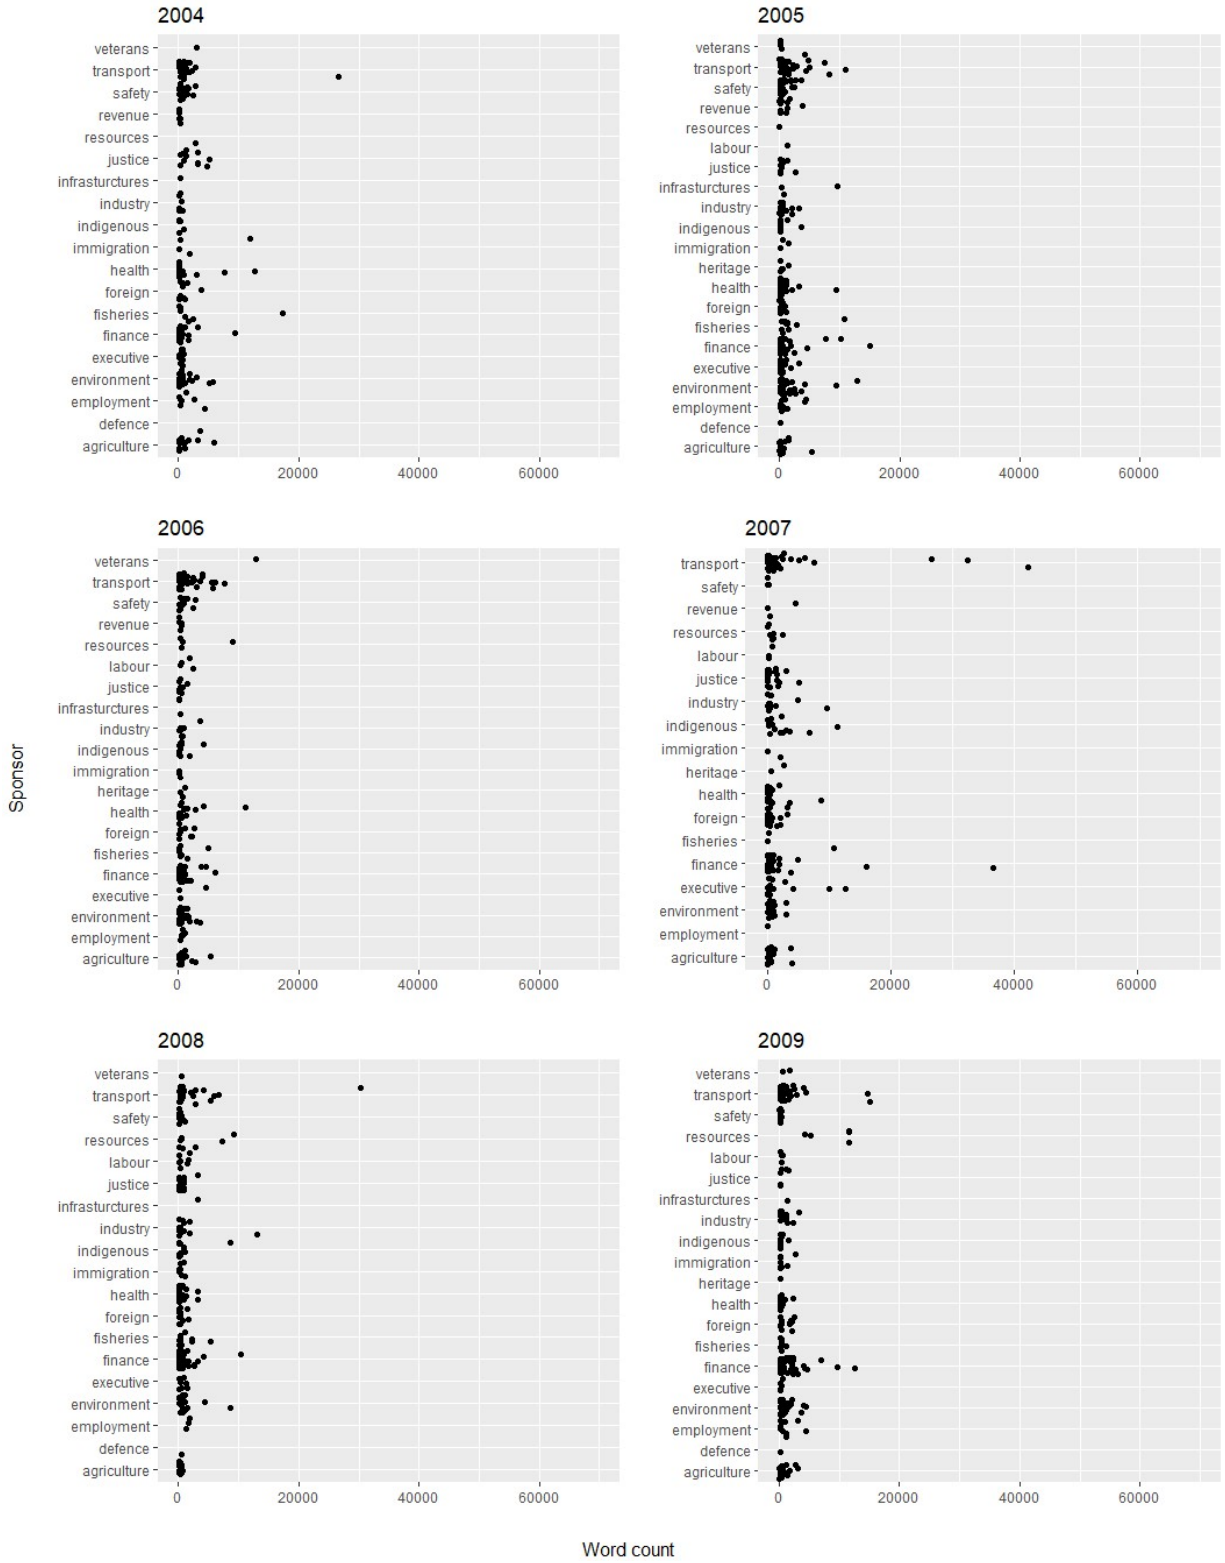 2004
veterans
transport
safety
revenue
resources
justice
infrasturctures
industry
indigenous
immigration
health
foreign
fisheries
finance
executive
environment
employment
defence
agriculture
0 20000 40000 60000
2005
veterans
transport
safety
revenue
resources
labour
justice
infrasturctures
industry
indigenous
immigration
heritage
health
foreign
fisheries
finance
executive
environment
employment
defence
agriculture
0 20000 40000 60000
2006
veterans
transport
safety
revenue
resources
labour
justice
infrasturctures
industry
indigenous
immigration
heritage
health
foreign
fisheries
finance
executive
environment
employment
agriculture
0 20000 40000 60000
2007
transport
safety
revenue
resources
labour
justice
industry
indigenous
immigration
heritage
health
foreign
fisheries
finance
executive
environment
employment
agriculture
0 20000 40000 60000
Sponsor
2008
veterans
transport
safety
resources
labour
justice
infrasturctures
industry
indigenous
immigration
health
foreign
fisheries
finance
executive
environment
employment
defence
agriculture
0 20000 40000 60000
2009
veterans
transport
safety
resources
labour
justice
infrasturctures
industry
indigenous
immigration
heritage
health
foreign
fisheries
finance
executive
environment
employment
defence
agriculture
0 20000 40000 60000
Word count